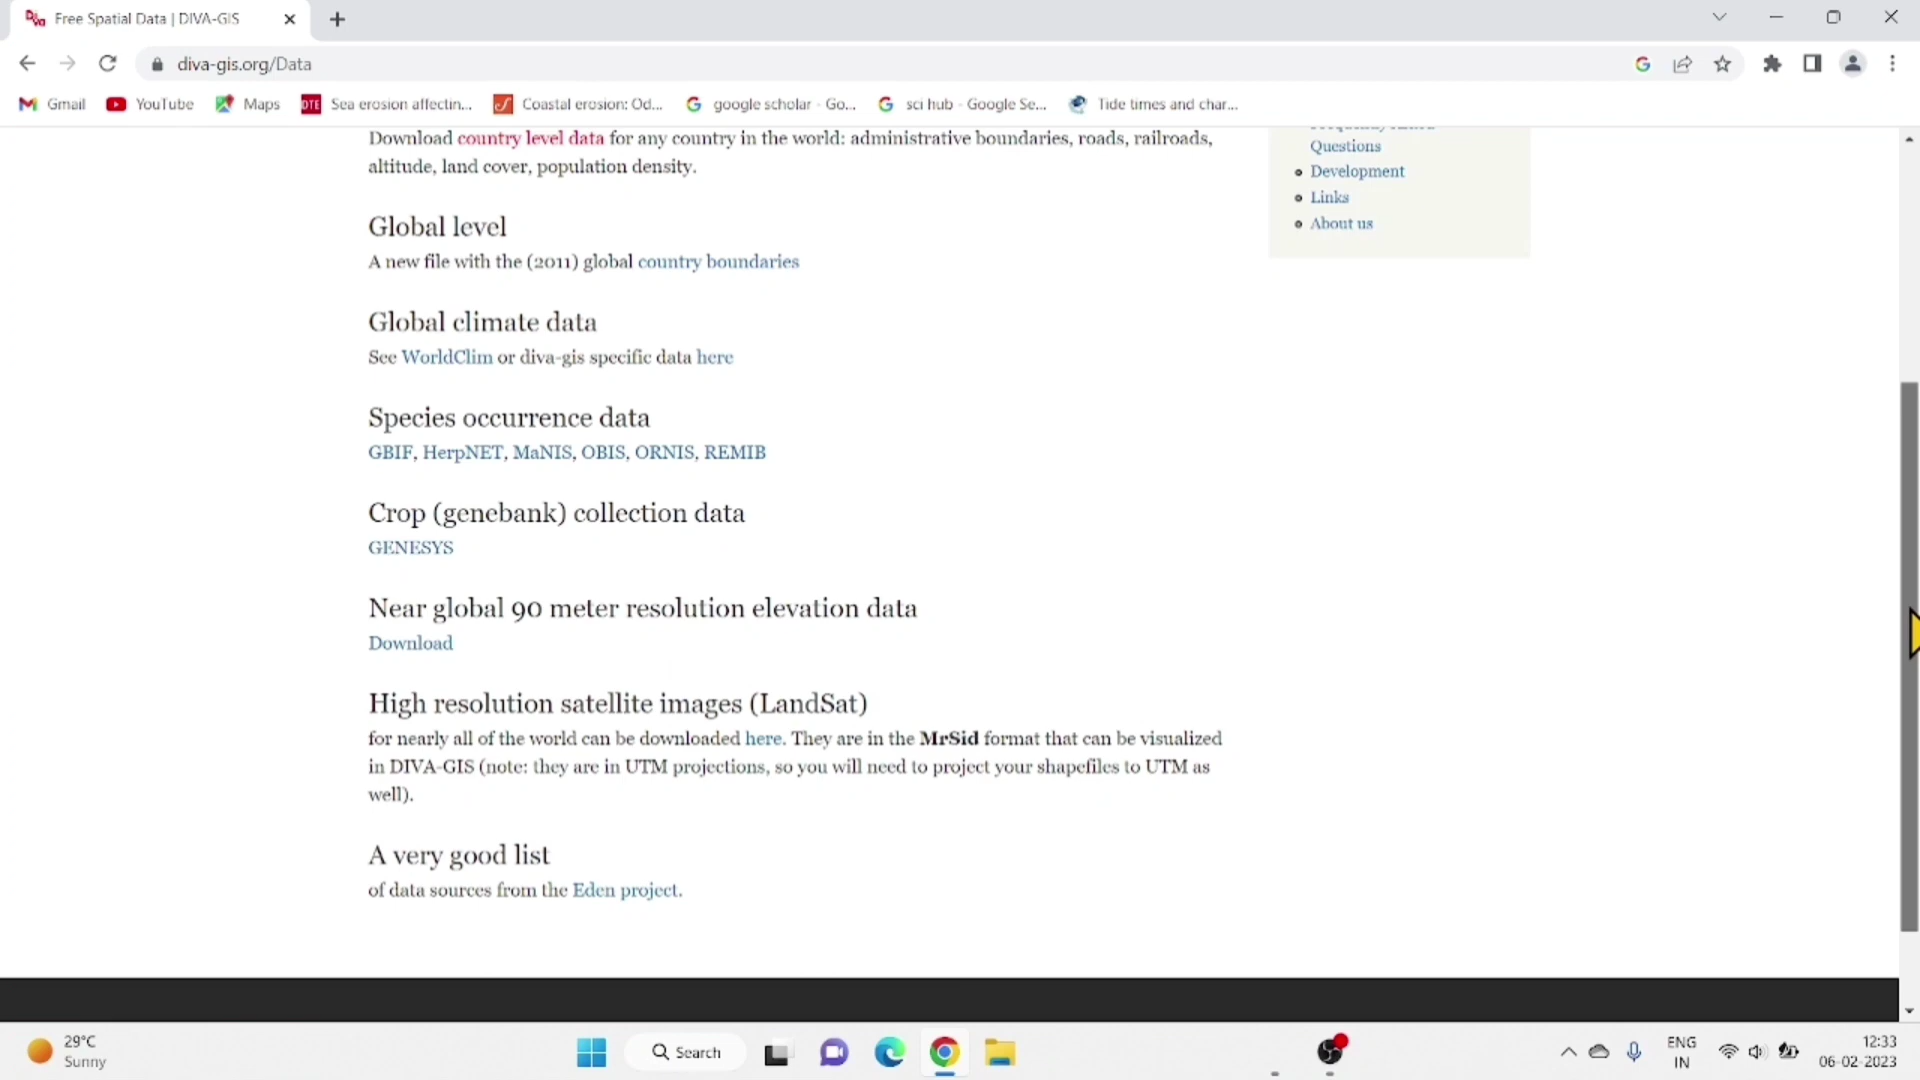 Free Spatial Data | DIVA-GIS
diva-gis.org/Data
Gmail YouTube Maps Sea erosion affectin... Coastal erosion: Od... google scholar - Go... sci hub - Google Se... Tide times and char...
Download country level data for any country in the world: administrative boundaries, roads, railroads,
altitude, land cover, population density.
Global level
A new file with the (2011) global country boundaries
Global climate data
See WorldClim or diva-gis specific data here
Species occurrence data
GBIF, HerpNET, MaNIS, OBIS, ORNIS, REMIB
Crop (genebank) collection data
GENESYS
Near global 90 meter resolution elevation data
Download
High resolution satellite images (LandSat)
for nearly all of the world can be downloaded here. They are in the MrSid format that can be visualized
in DIVA-GIS (note: they are in UTM projections, so you will need to project your shapefiles to UTM as
well).
A very good list
of data sources from the Eden project.
Questions
Development
Links
About us
29°C
Sunny
Search
ENG
IN
12:33
06-02-2023